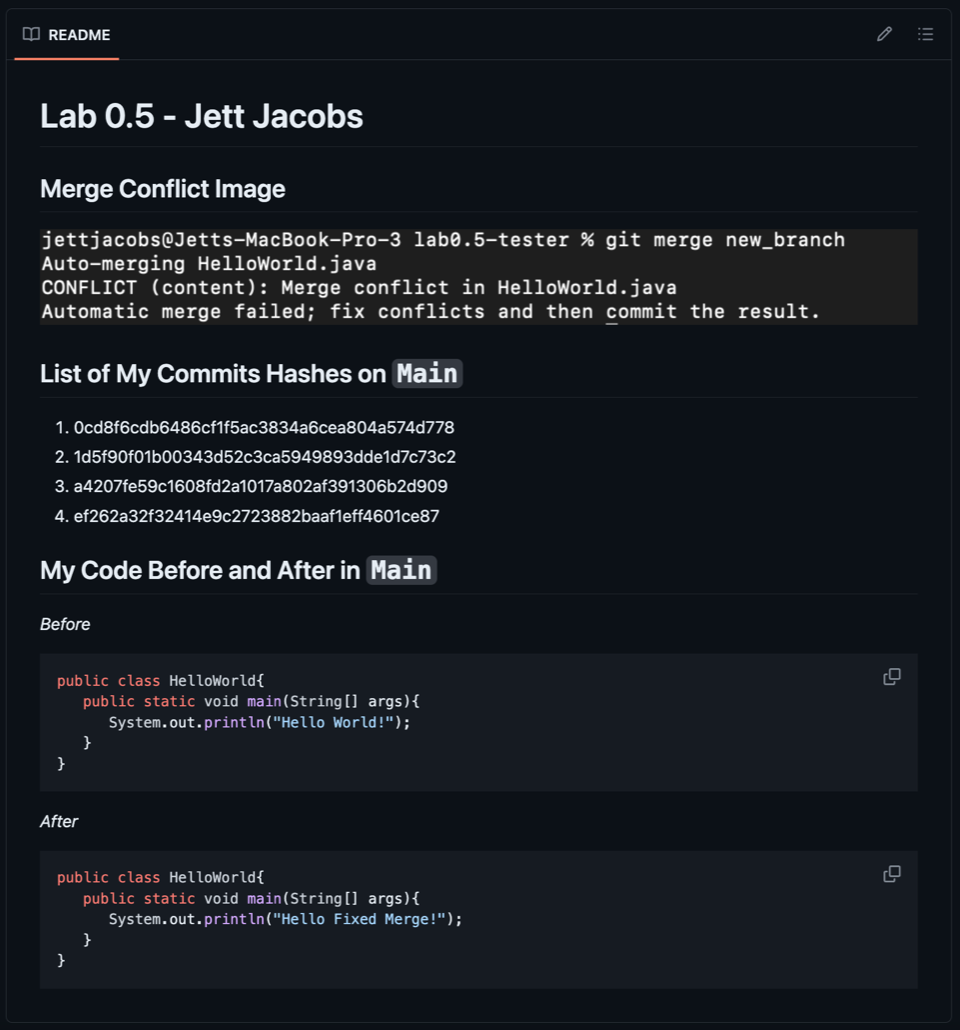 README
Lab 0.5 - Jett Jacobs
Merge Conflict Image
jettjacobs@Jetts-MacBook-Pro-3 lab0.5-tester % git merge new_branch
Auto-merging HelloWorld.java
CONFLICT (content): Merge conflict in HelloWorld.java
Automatic merge failed; fix conflicts and then commit the result.
List of My Commits Hashes on Main
1. 0cd8f6cdb6486cf1f5ac3834a6cea804a574d778
2. 1d5f90f01b00343d52c3ca5949893dde1d7c73c2
3. a4207fe59c1608fd2a1017a802af391306b2d909
4. ef262a32f32414e9c2723882baaf1eff4601ce87
My Code Before and After in Main
Before
public class HelloWorld{
   public static void main(String[] args){
      System.out.println("Hello World!");
   }
}
After
public class HelloWorld{
   public static void main(String[] args){
      System.out.println("Hello Fixed Merge!");
   }
}